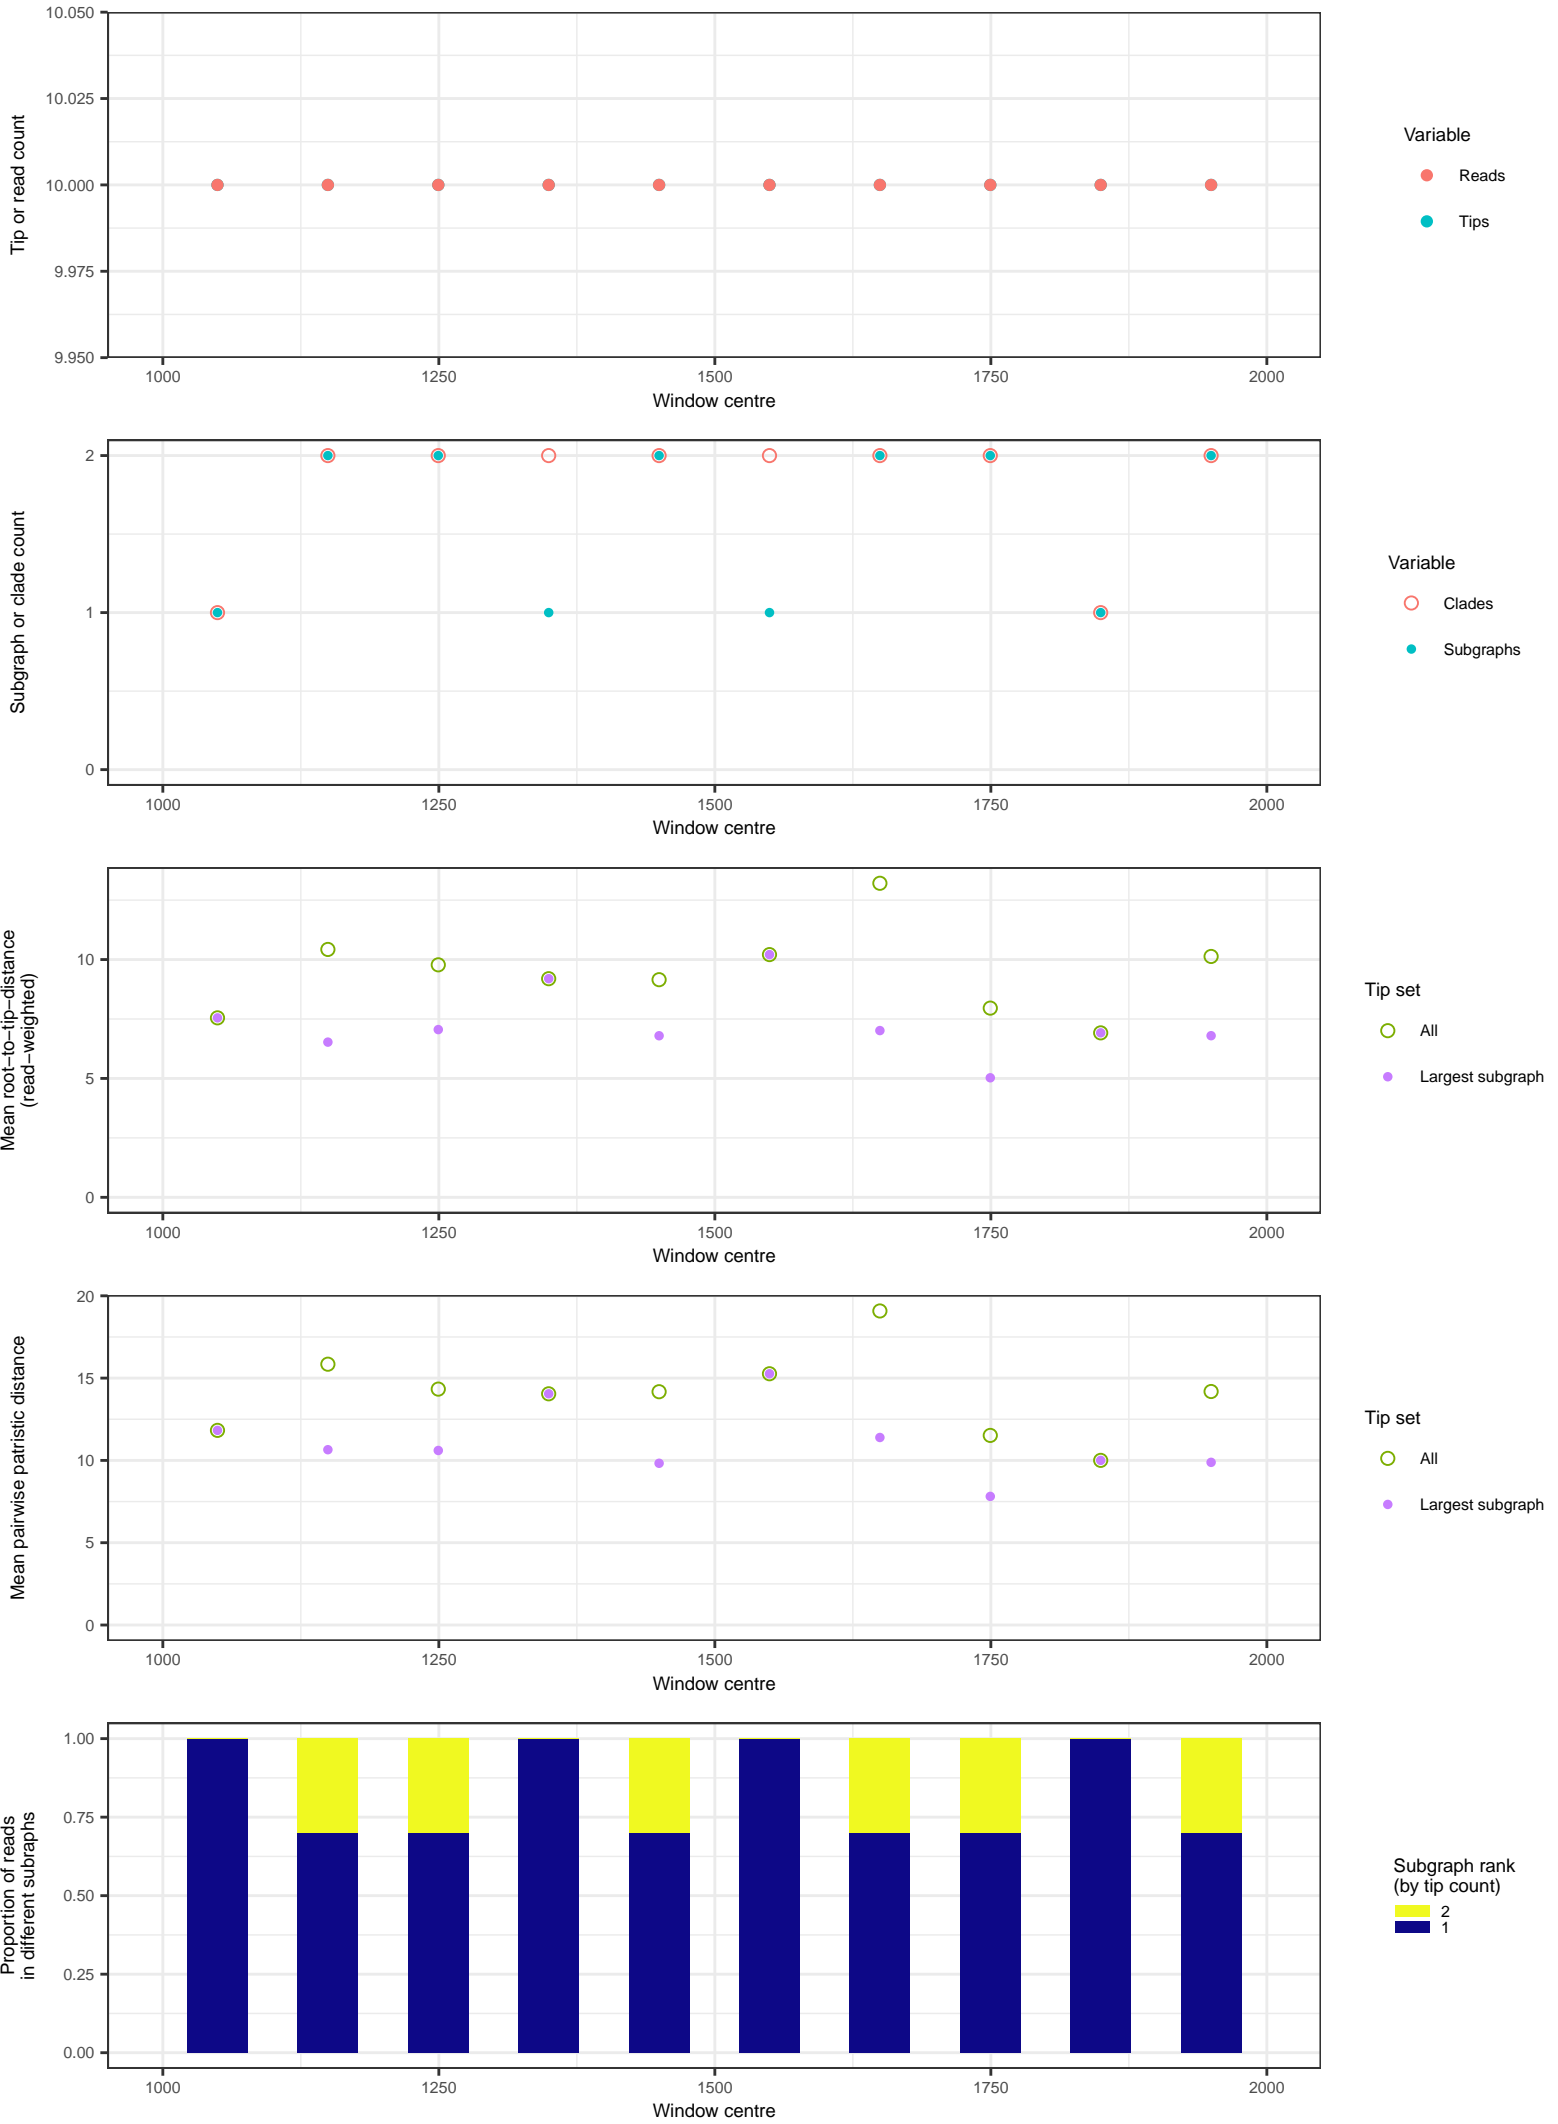 10.050
10.025
10.000
9.975
9.950
Tip or read count
1000
1250
1500
1750
2000
Window centre
Variable
Reads
Tips
2
1
0
Subgraph or clade count
1000
1250
1500
1750
2000
Window centre
Variable
Clades
Subgraphs
10
5
0
Mean root−to−tip−distance
(read−weighted)
1000
1250
1500
1750
2000
Window centre
Tip set
All
Largest subgraph
20
15
10
5
0
Mean pairwise patristic distance
1000
1250
1500
1750
2000
Window centre
Tip set
All
Largest subgraph
1.00
0.75
0.50
0.25
0.00
Proportion of reads
in different subraphs
1000
1250
1500
1750
2000
Window centre
Subgraph rank
(by tip count)
2
1